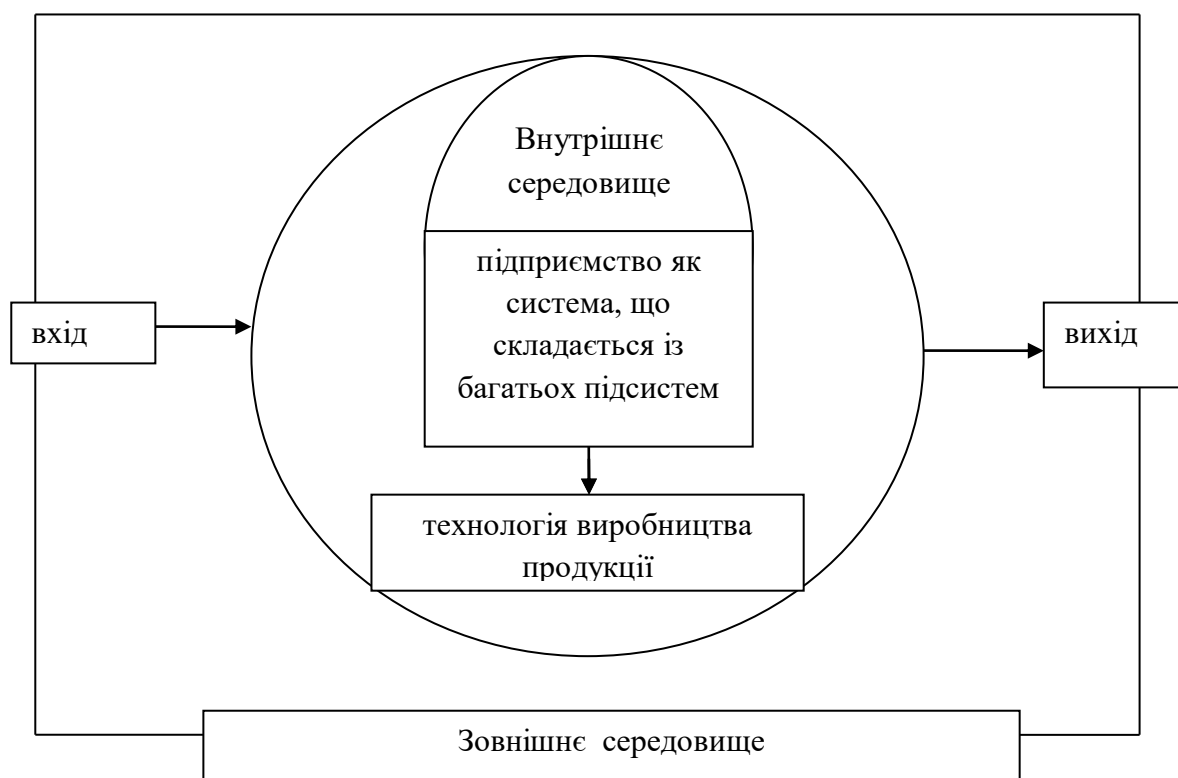 Внутрішнє
середовище
підприємство як
система, що
складається із
багатьох підсистем
вхід
вихід
технологія виробництва
продукції
Зовнішнє середовище